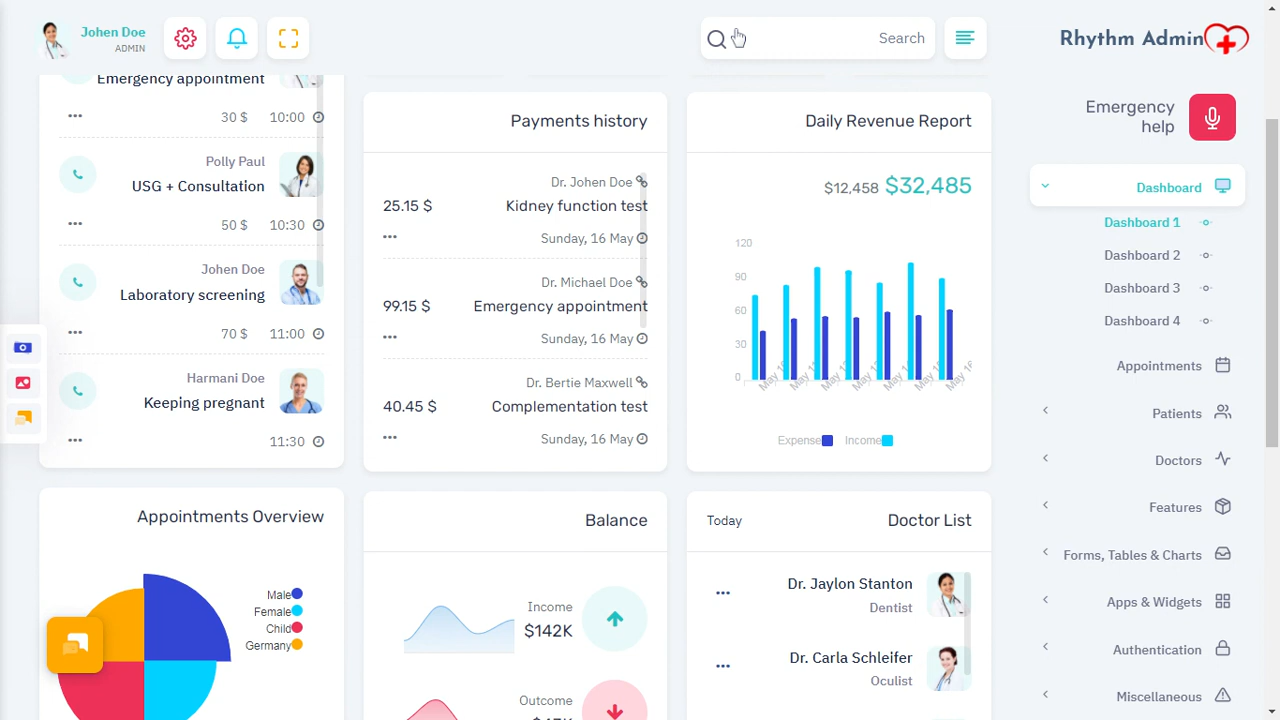 Johen Doe
ADMIN
Search
Rhythm Admin
Emergency appointment
30 $ 10:00
Polly Paul
USG + Consultation
50 $ 10:30
Johen Doe
Laboratory screening
70 $ 11:00
Harmani Doe
Keeping pregnant
11:30
Payments history
Dr. Johen Doe
25.15 $ Kidney function test
Sunday, 16 May
Dr. Michael Doe
99.15 $ Emergency appointment
Sunday, 16 May
Dr. Bertie Maxwell
40.45 $ Complementation test
Sunday, 16 May
Daily Revenue Report
$12,458 $32,485
120
90
60
30
0
Expense Income
Appointments Overview
Male
Female
Child
Germany
Balance
Income
$142K
Outcome
Today Doctor List
Dr. Jaylon Stanton
Dentist
Dr. Carla Schleifer
Oculist
Emergency
help
Dashboard
Dashboard 1
Dashboard 2
Dashboard 3
Dashboard 4
Appointments
Patients
Doctors
Features
Forms, Tables & Charts
Apps & Widgets
Authentication
Miscellaneous